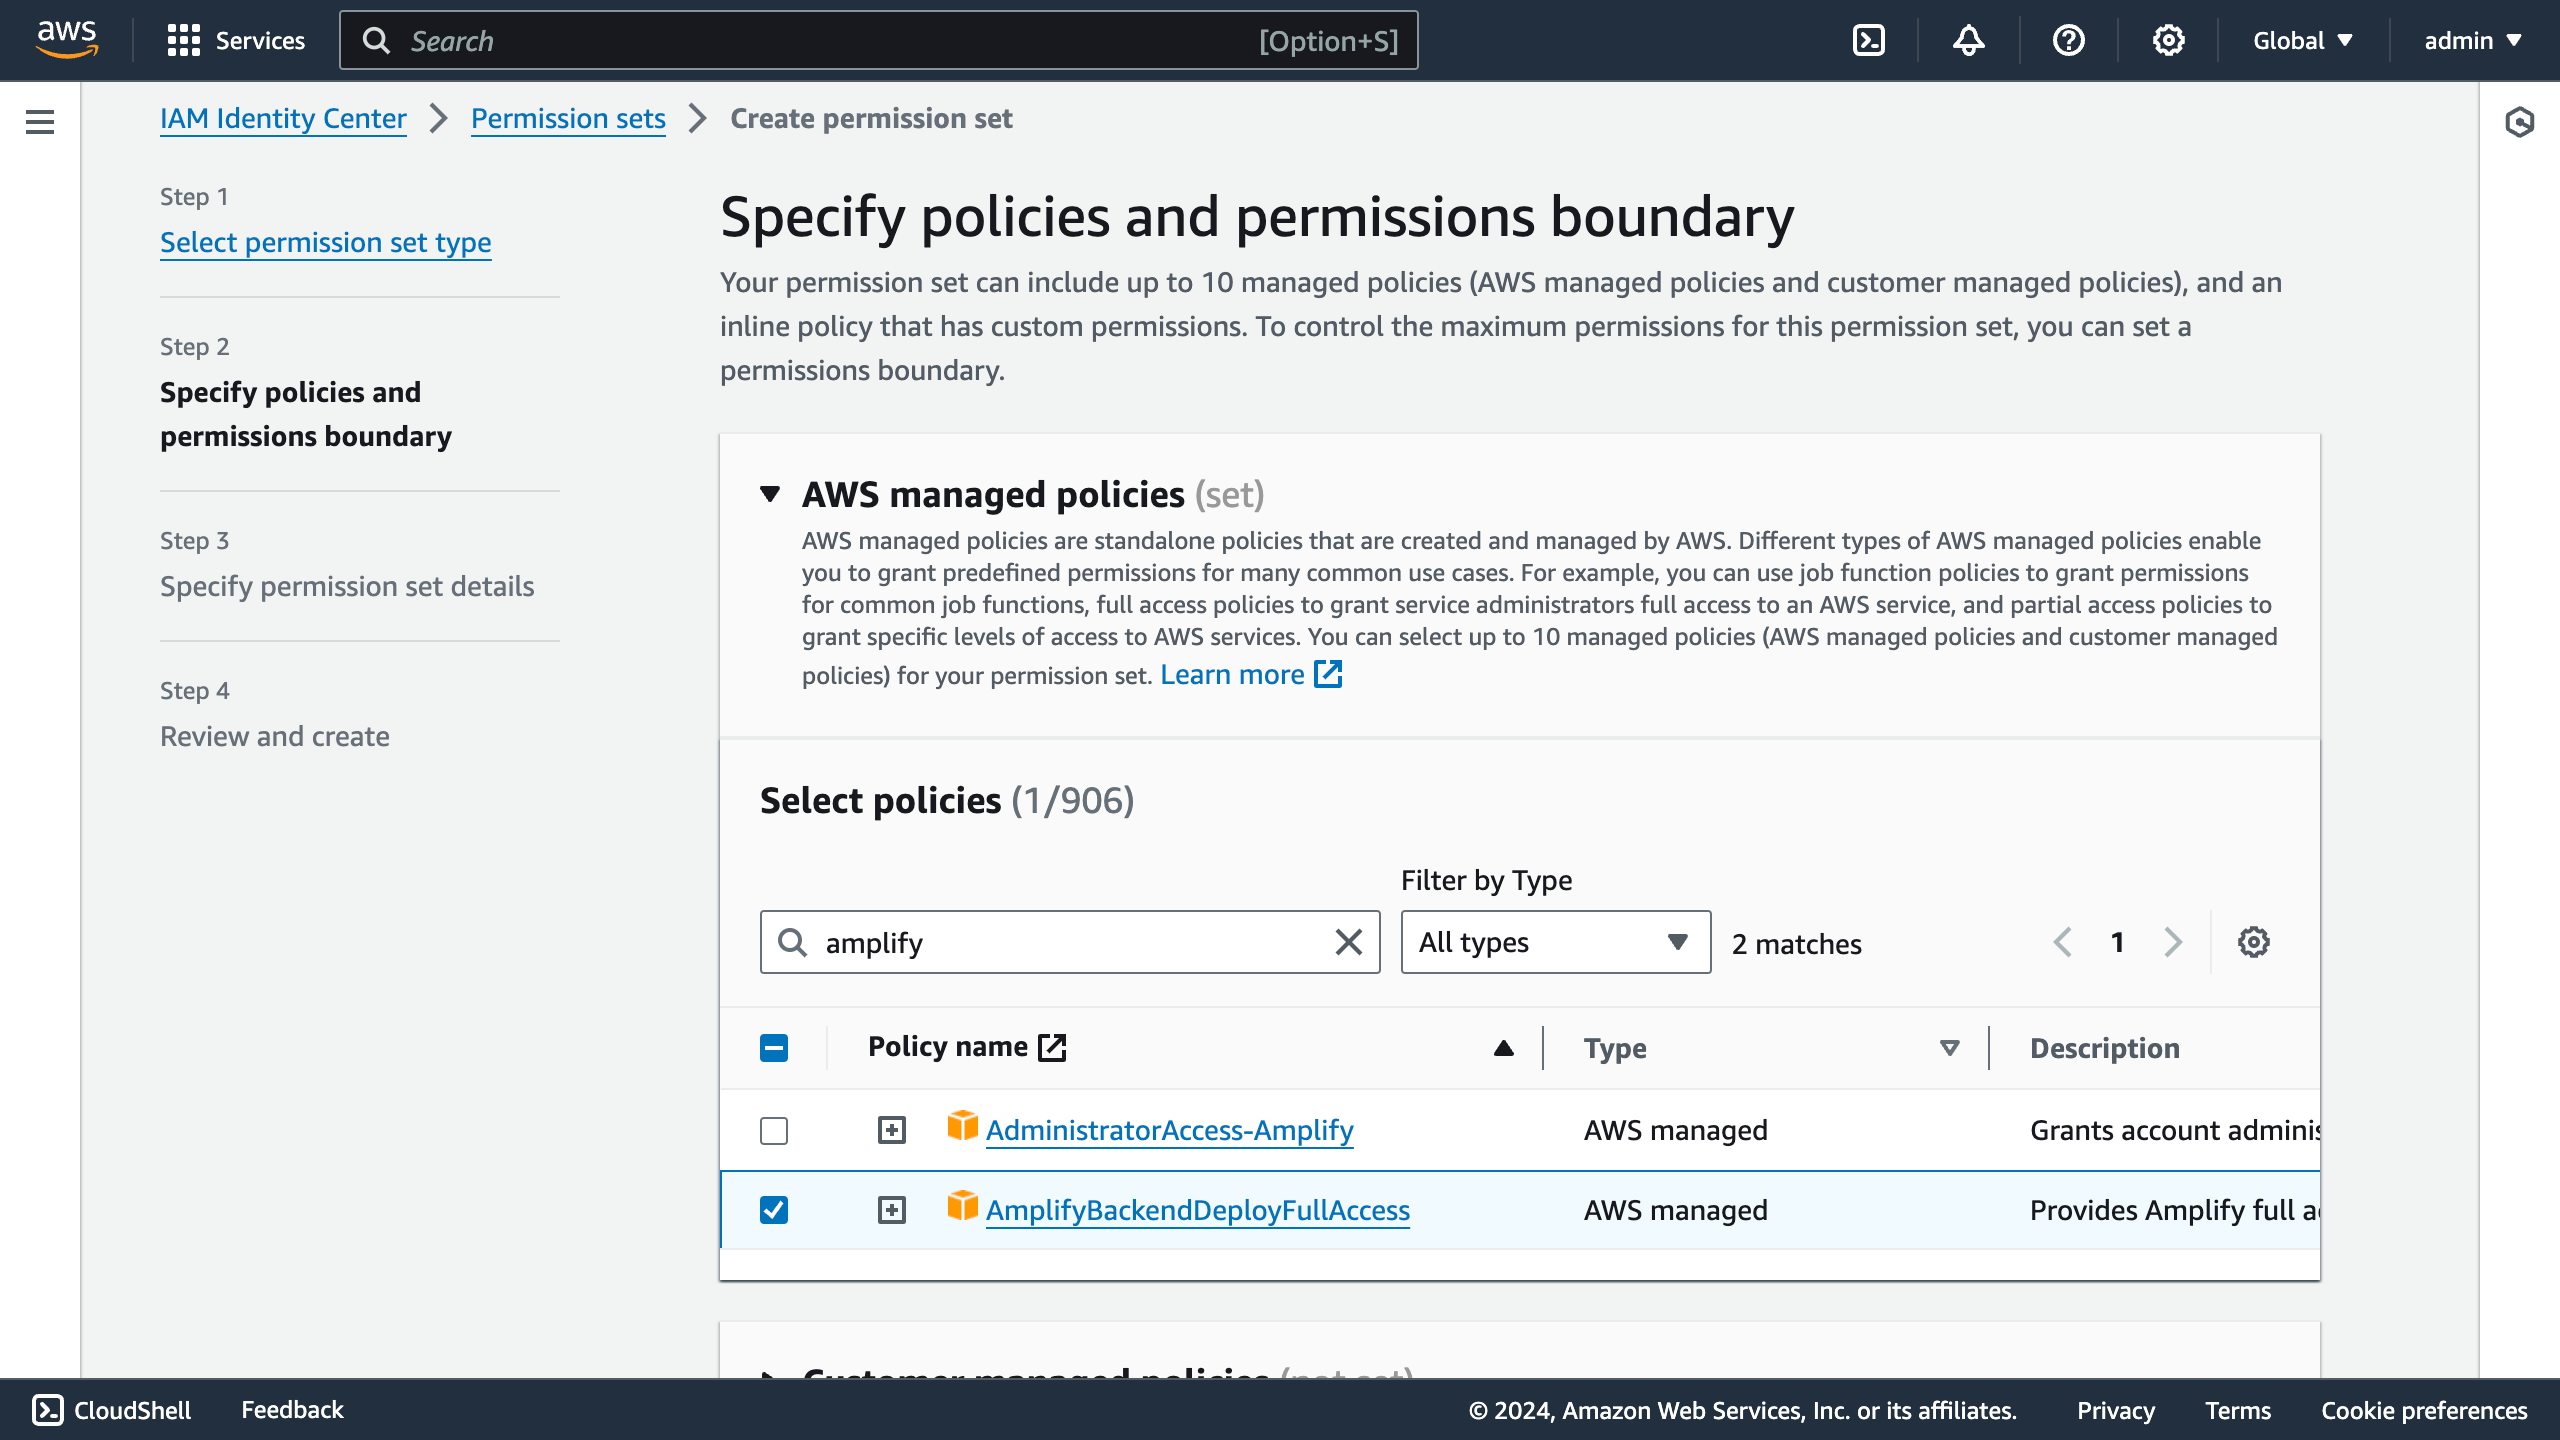 aws
Services
Search
[Option+S]
Global
admin
IAM Identity Center
Permission sets
Create permission set
Step 1
Select permission set type
Step 2
Specify policies and
permissions boundary
Step 3
Specify permission set details
Step 4
Review and create
Specify policies and permissions boundary
Your permission set can include up to 10 managed policies (AWS managed policies and customer managed policies), and an
inline policy that has custom permissions. To control the maximum permissions for this permission set, you can set a
permissions boundary.
AWS managed policies (set)
AWS managed policies are standalone policies that are created and managed by AWS. Different types of AWS managed policies enable
you to grant predefined permissions for many common use cases. For example, you can use job function policies to grant permissions
for common job functions, full access policies to grant service administrators full access to an AWS service, and partial access policies to
grant specific levels of access to AWS services. You can select up to 10 managed policies (AWS managed policies and customer managed
policies) for your permission set. Learn more
Select policies (1/906)
Filter by Type
amplify
All types
2 matches
1
Policy name
Type
Description
AdministratorAccess-Amplify
AWS managed
Grants account adminis
AmplifyBackendDeployFullAccess
AWS managed
Provides Amplify full a
Customer managed policies (not set)
CloudShell
Feedback
© 2024, Amazon Web Services, Inc. or its affiliates.
Privacy
Terms
Cookie preferences